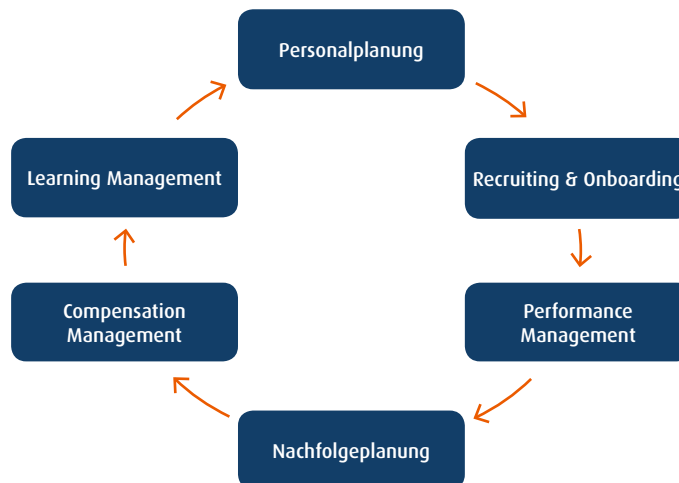 Personalplanung
Learning Management
Recruiting & Onboarding
Compensation
Management
Performance
Management
Nachfolgeplanung